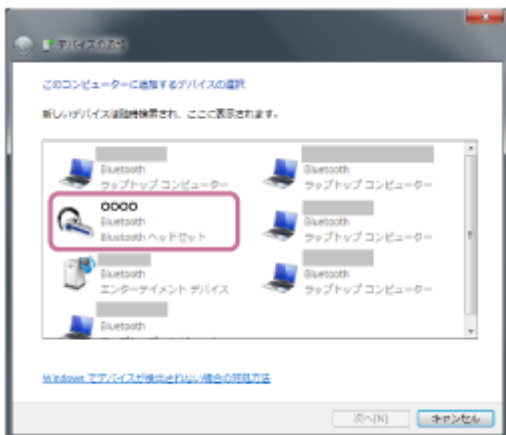 デバイスの追加
このコンピューターに追加するデバイスの選択
新しいデバイスは随時検索され、ここに表示されます。
Bluetooth
ラップトップ コンピューター
Bluetooth
ラップトップ コンピューター
OOOO
Bluetooth
Bluetooth ヘッドセット
Bluetooth
ラップトップ コンピューター
Bluetooth
エンターテイメント デバイス
Bluetooth
ラップトップ コンピューター
Bluetooth
Windows でデバイスが検出されない場合の対処方法
次へ(N)
キャンセル